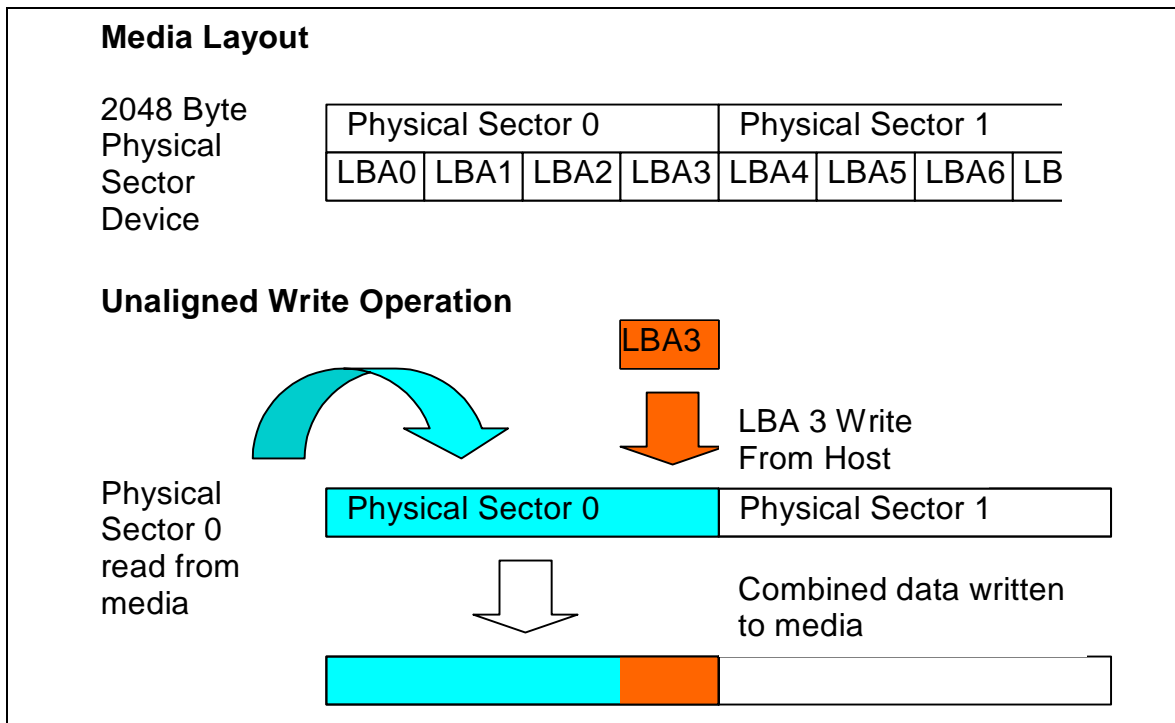 Media Layout
2048 Byte
Physical
Sector
Device
Physical Sector 0
Physical Sector 1
LBA0 LBA1 LBA2 LBA3 LBA4 LBA5 LBA6 LB
Unaligned Write Operation
LBA3
LBA 3 Write
From Host
Physical
Sector 0
read from
media
Physical Sector 0
Physical Sector 1
Combined data written
to media